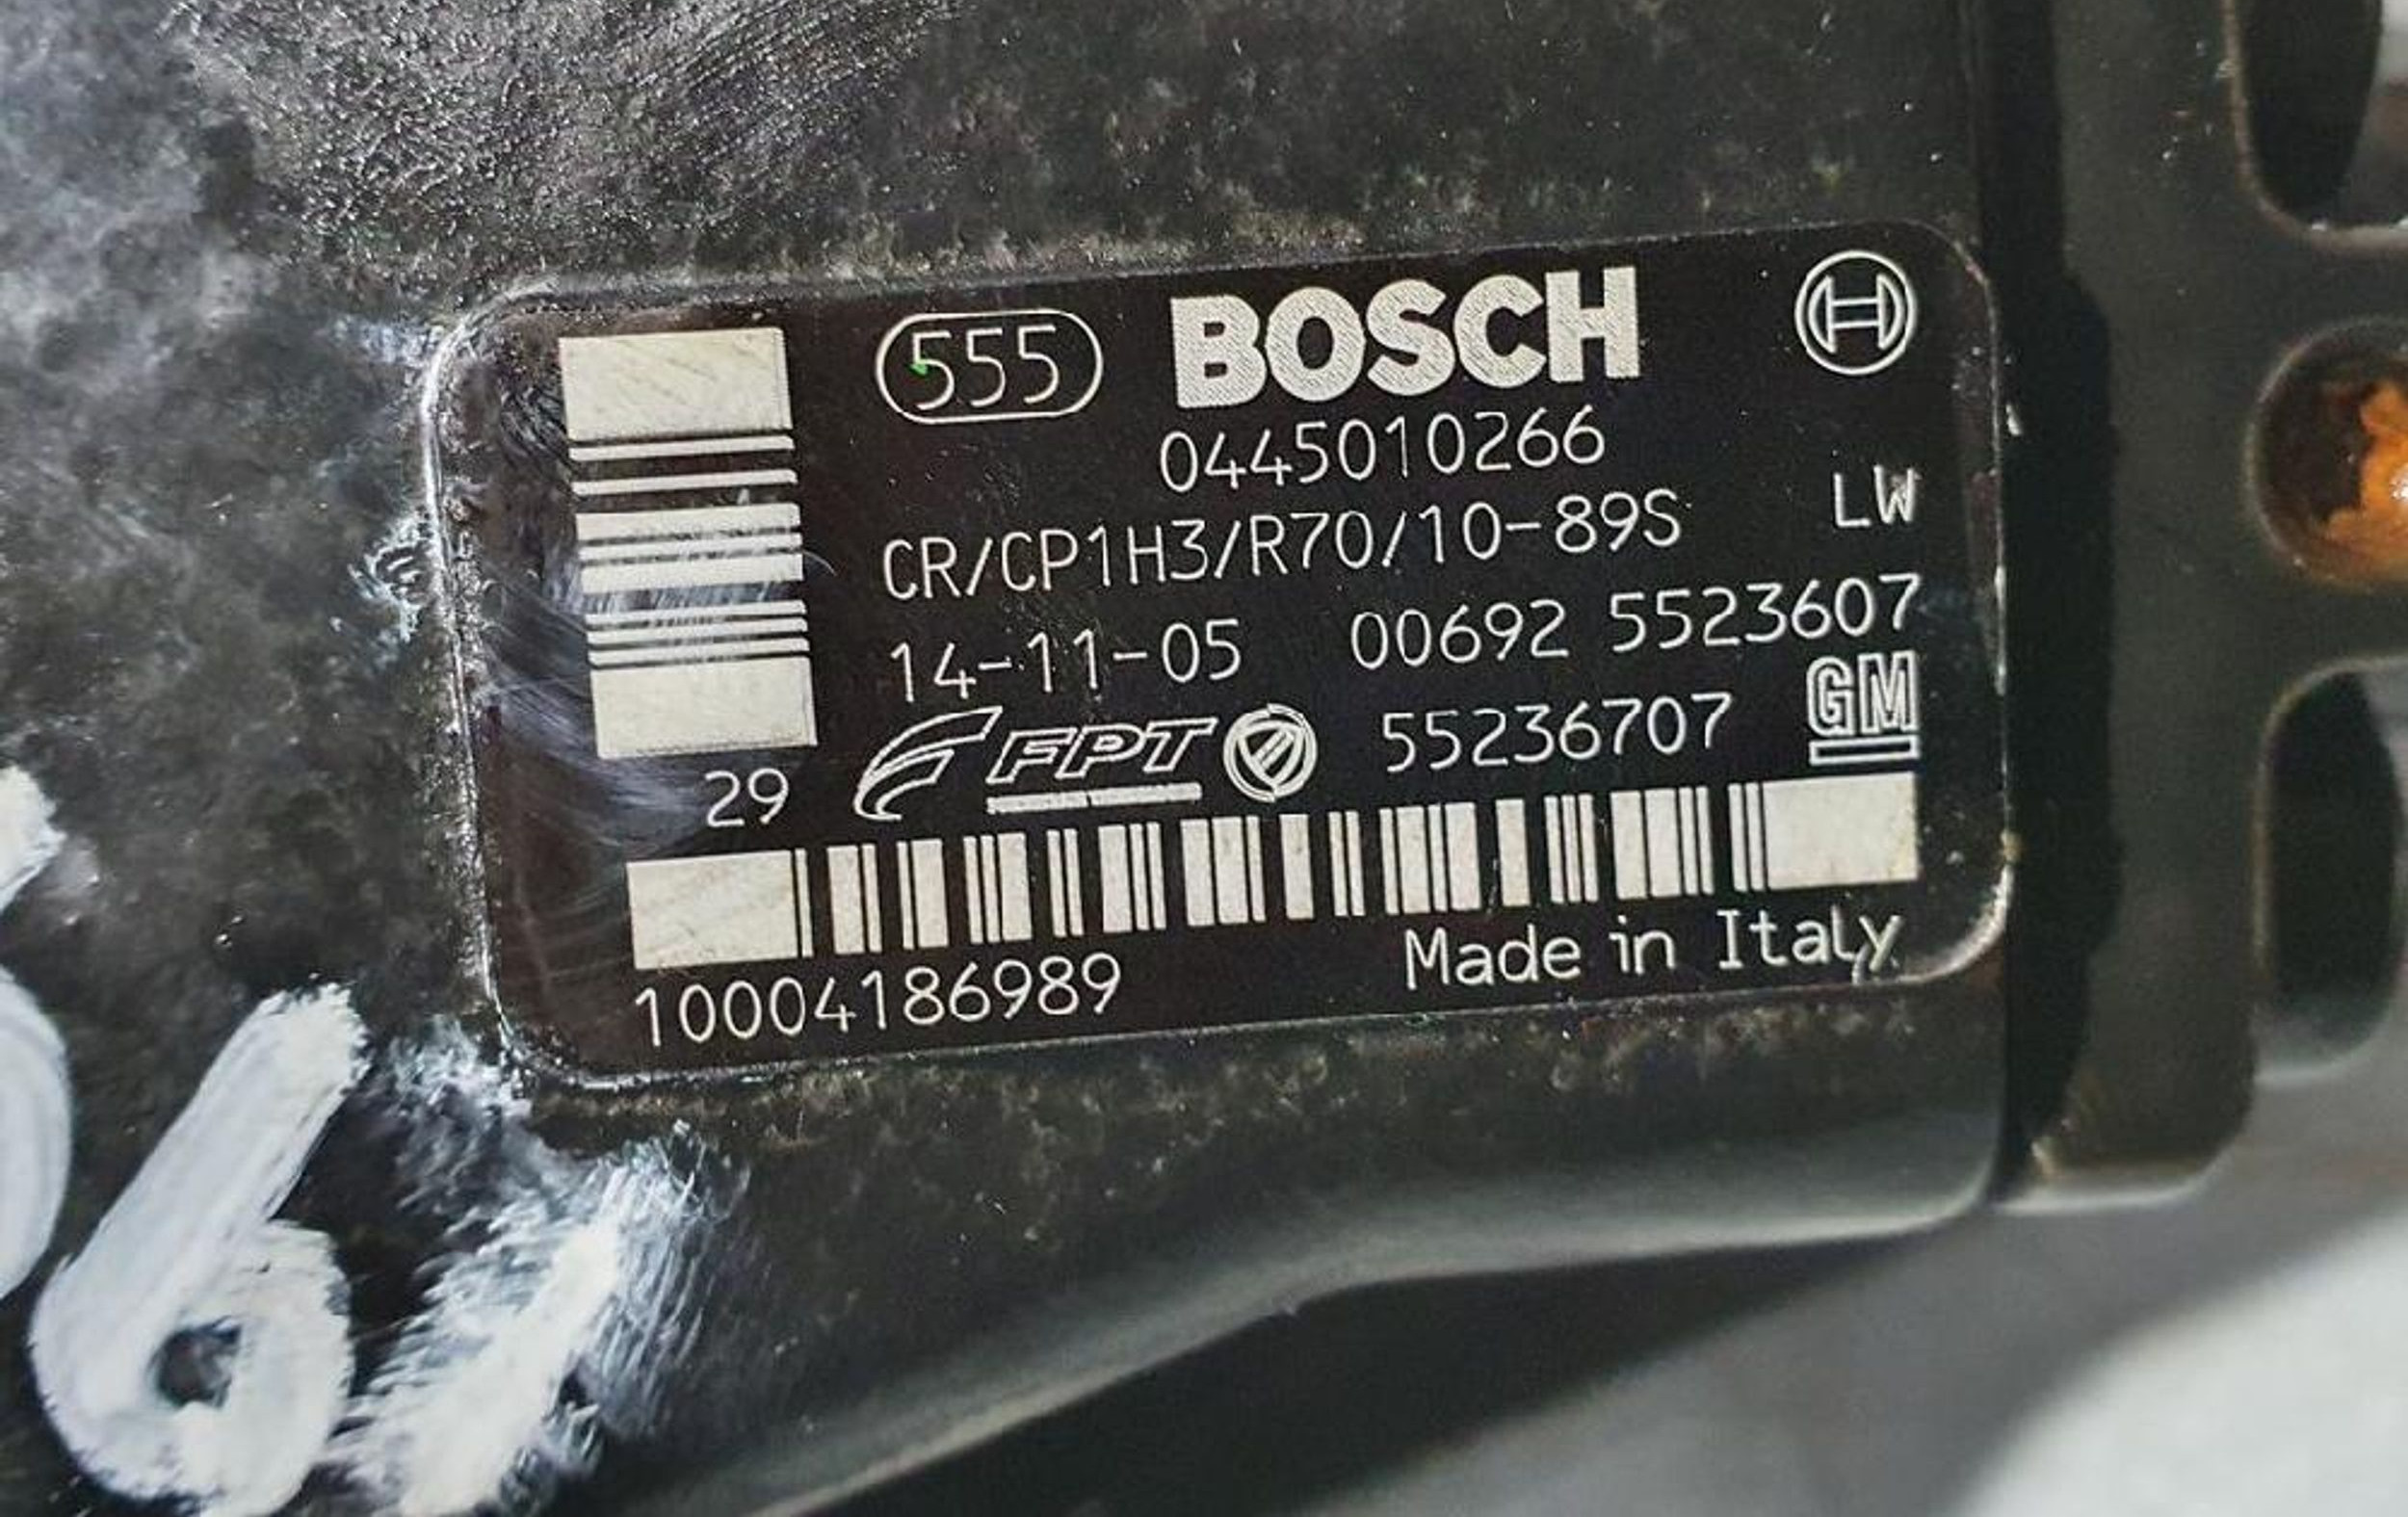 555 BOSCH
0445010266
CR/CP1H3/R70/10-89S LW
14-11-05 00692 5523607
29 FPT 55236707 GM
10004186989 Made in Italy
6